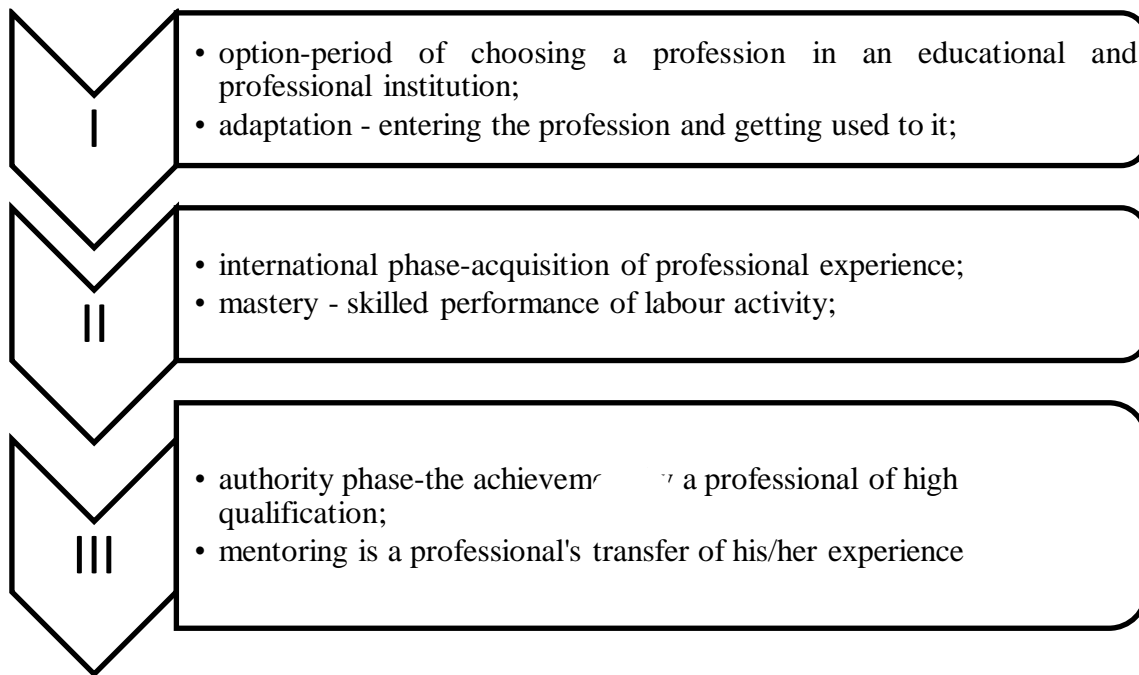 I
• option-period of choosing a profession in an educational and
professional institution;
• adaptation - entering the profession and getting used to it;
II
• international phase-acquisition of professional experience;
• mastery - skilled performance of labour activity;
III
• authority phase-the a professional of high
qualification;
• mentoring is a professional's transfer of his/her experience